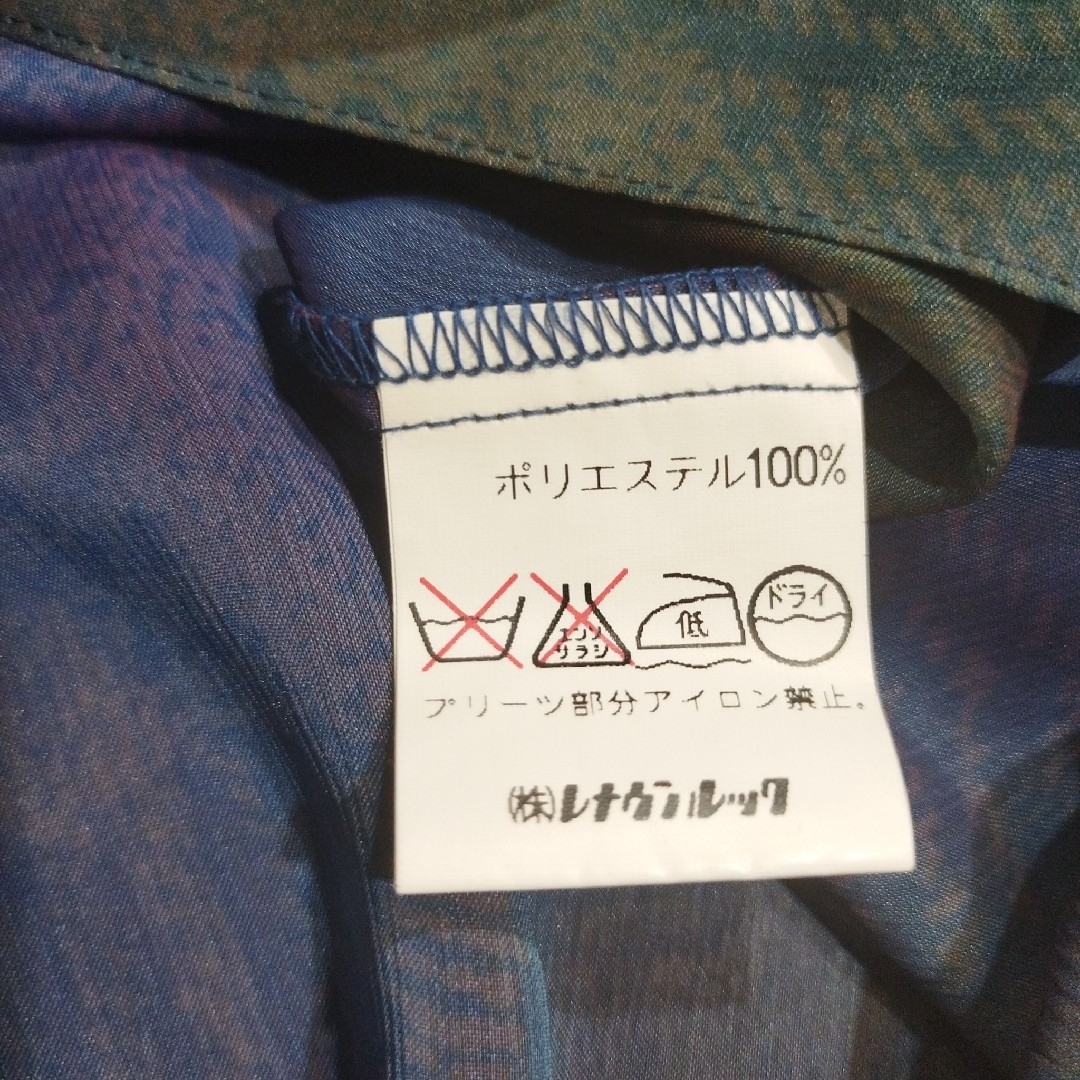 ポリエステル100%
エンソ
サラシ
低
ドライ
プリーツ部分アイロン禁止。
㈱レナウンルック